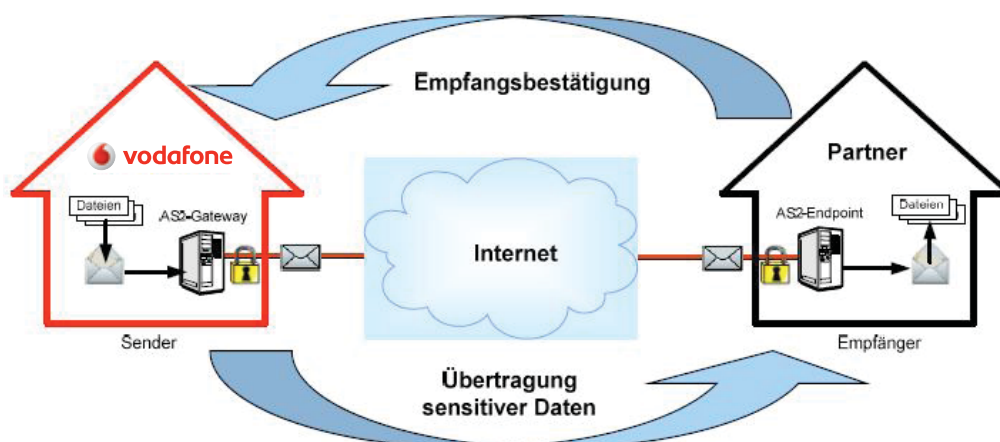 Empfangsbestätigung
vodafone
Partner
Dateien
AS2-Gateway
Internet
AS2-Endpoint
Dateien
Sender
Empfänger
Übertragung
sensitiver Daten